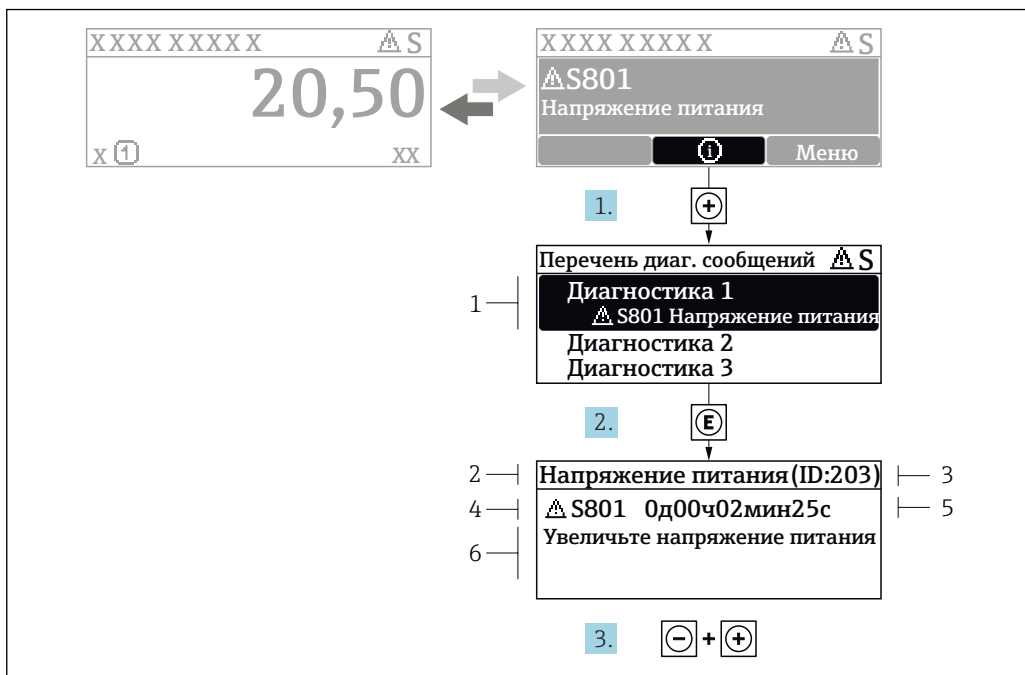 XXXX XXXXX ⚠ S
20,50
x 1 XX
XXXX XXXXX ⚠ S
⚠S801
Напряжение питания
i Меню
1. +
Перечень диаг. сообщений ⚠ S
1
Диагностика 1
⚠ S801 Напряжение питания
Диагностика 2
Диагностика 3
2. E
2 Напряжение питания (ID:203) 3
4 ⚠ S801 0д00ч02мин25с 5
6 Увеличьте напряжение питания
3. - + +